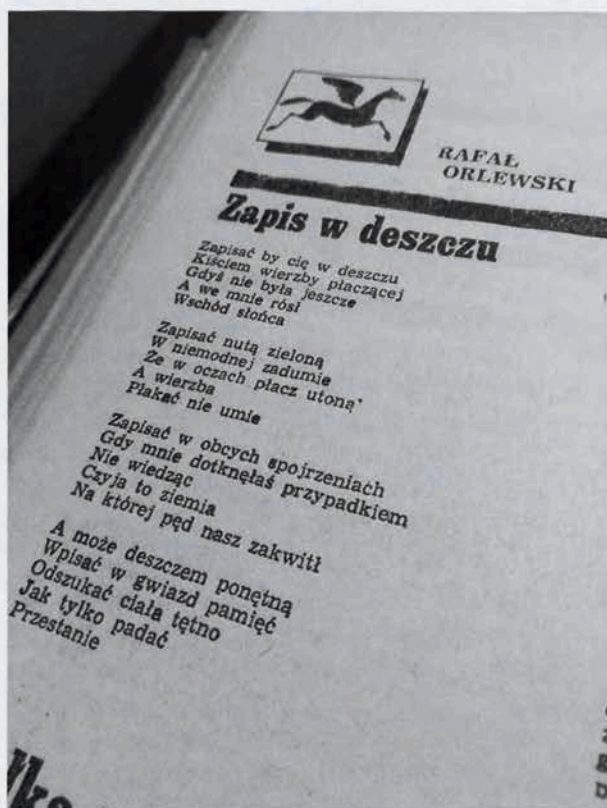 RAFAŁ
ORLEWSKI
Zapis w deszczu
Zapisać by cię w deszczu
Kiściem wierzby płaczącej
Gdyś nie była jeszcze
A we mnie rósł
Wschód słońca
Zapisać nutą zieloną
W niemodnej zadumie
Że w oczach płacz utoną'
A wierzba
Płakać nie umie
Zapisać w obcych spojrzeniach
Gdy mnie dotknęłaś przypadkiem
Nie wiedząc
Czyja to ziemia
Na której pęd nasz zakwitł
A może deszczem ponętną
Wpisać w gwiazd pamięć
Odszukać ciała tętno
Jak tylko padać
Przestanie